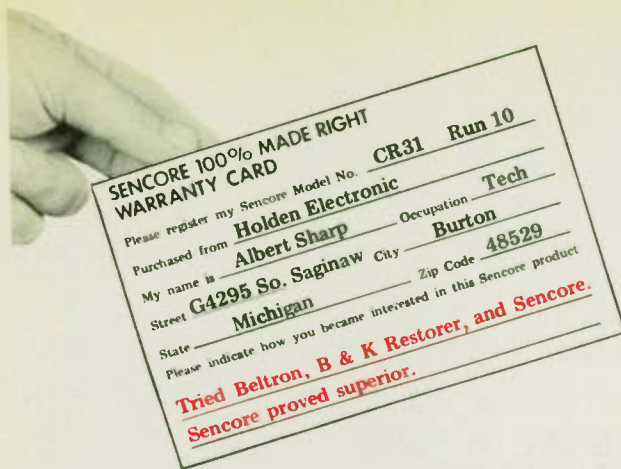 SENCORE 100% MADE RIGHT
WARRANTY CARD
Please register my Sencore Model No. CR31 Run 10
Purchased from Holden Electronic
My name is Albert Sharp Occupation Tech
Street G4295 So. Saginaw City Burton
State Michigan Zip Code 48529
Please indicate how you became interested in this Sencore product
Tried Beltron, B & K Restorer, and Sencore.
Sencore proved superior.